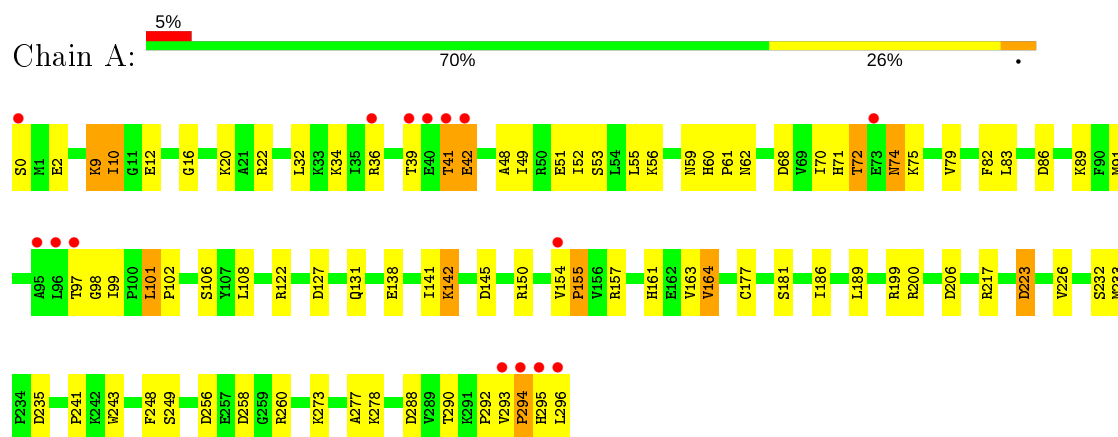 5%
Chain A:
70% 26% •
S0 M1 E2 K9 I10 G11 E12 G16 K20 A21 R22 L32 K33 K34 I35 R36 T39 E40 T41 E42 A48 I49 R50 E51 I52 S53 L54 L55 K56 N59 H60 P61 N62 D68 V69 I70 H71 T72 E73 N74 K75 V79 F82 L83 D86 K89 F90 M91
A95 L96 T97 G98 I99 P100 L101 P102 S106 Y107 L108 R122 D127 Q131 E138 I141 K142 D145 R150 V154 P155 V156 R157 H161 E162 V163 V164 C177 S181 I186 L189 R199 R200 D206 R217 D223 V226 S232 M233
P234 D235 P241 K242 W243 F248 S249 D256 E257 D258 G259 R260 K273 A277 K278 D288 V289 T290 K291 P292 V293 P294 H295 L296